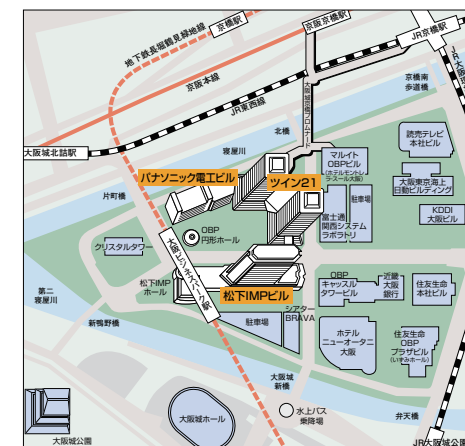 京橋駅
京阪京橋駅
JR京橋駅
地下鉄長堀鶴見緑地線
京阪本線
JR東西線
大阪城京橋プロムナード
京橋南
歩道橋
大阪城北詰駅
北橋
寝屋川
寝屋川
読売テレビ
本社ビル
マルイト
OBPビル
(ホテルモントレ
ラ・スール大阪)
パナソニック電工ビル
ツイン21
大阪東京海上
日動ビルディング
片町橋
駐車場
KDDI
大阪ビル
富士通
関西システム
ラボラトリ
OBP
円形ホール
クリスタルタワー
大阪ビジネスパーク駅
松下IMP
ホール
松下IMPビル
OBP
キャッスル
タワービル
近畿
大阪
銀行
住友生命
本社ビル
第二
寝屋川
新鴫野橋
駐車場
シアター
BRAVA
ホテル
ニューオータニ
大阪
住友生命
OBP
プラザビル
(いずみホール)
大阪城
新橋
大阪城ホール
水上バス
乗降場
弁天橋
大阪城公園
JR大阪城公園